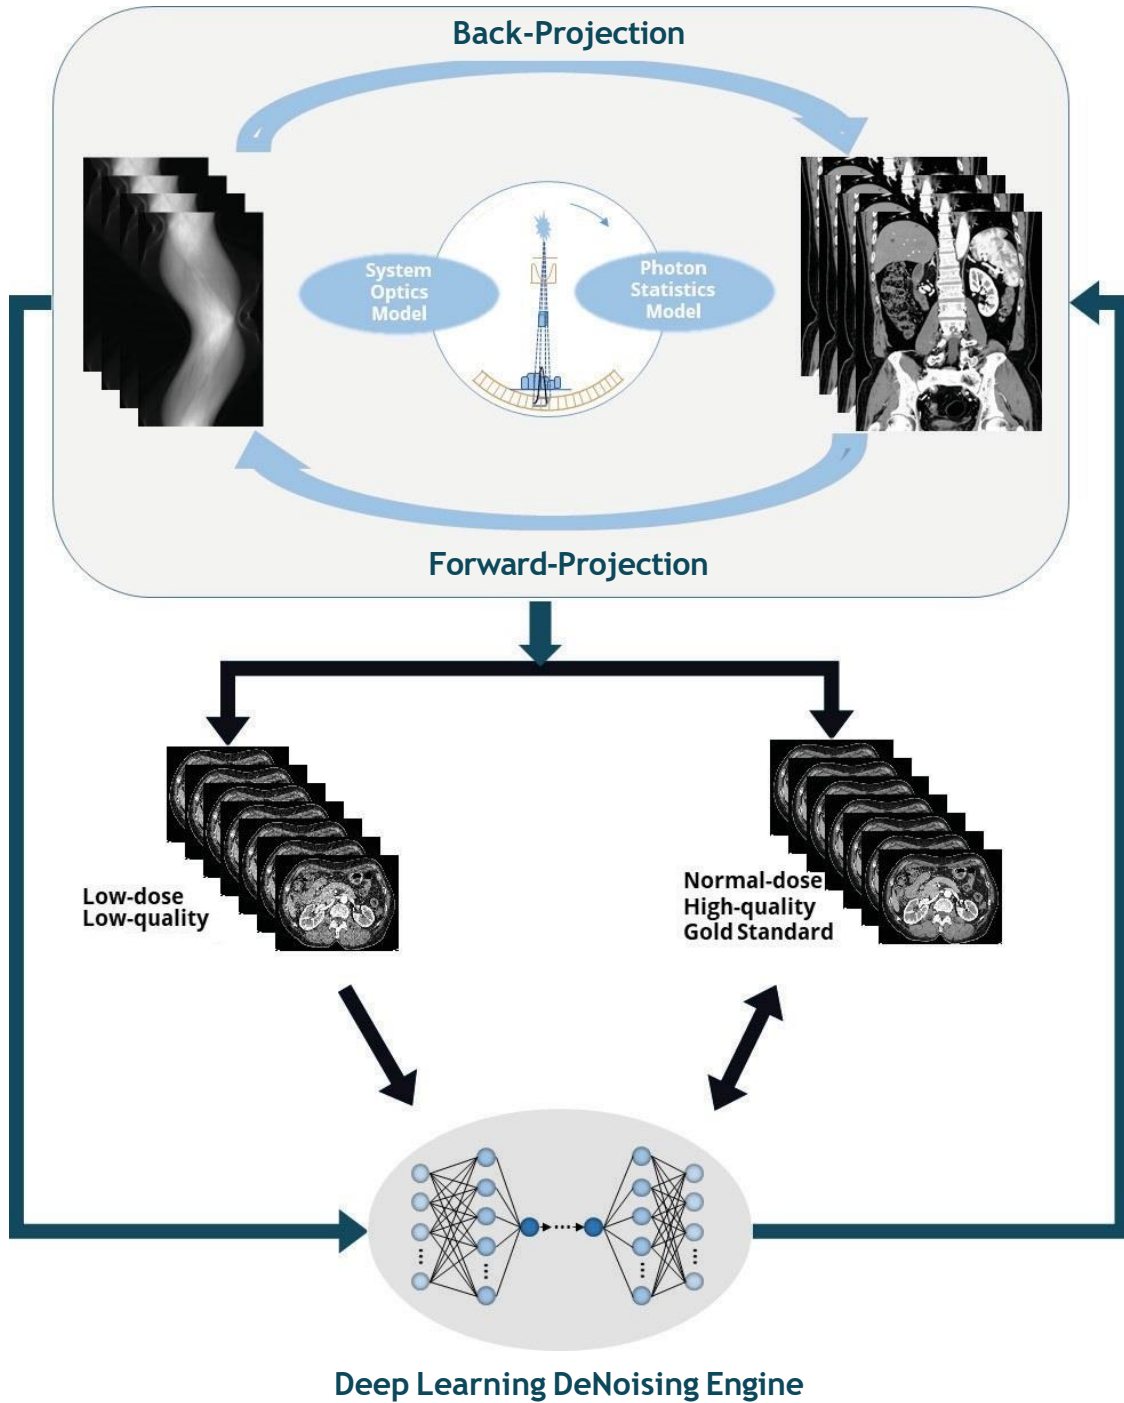 Back-Projection
System
Optics
Model
Photon
Statistics
Model
Forward-Projection
Low-dose
Low-quality
Normal-dose
High-quality
Gold Standard
Deep Learning DeNoising Engine